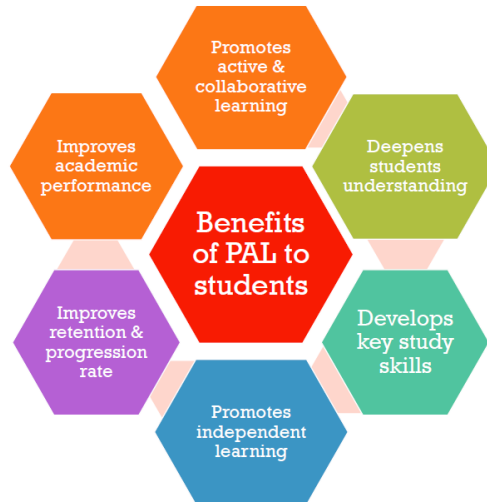 Promotes
active &
collaborative
learning
Deepens
students
understanding
Improves
academic
performance
Benefits
of PAL to
students
Develops
key study
skills
Improves
retention &
progression
rate
Promotes
independent
learning